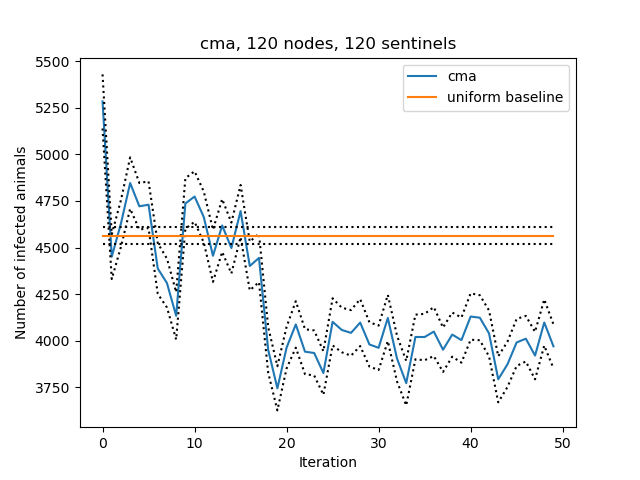 cma, 120 nodes, 120 sentinels
5500
5250
5000
4750
4500
4250
4000
3750
Number of infected animals
cma
uniform baseline
0 10 20 30 40 50
Iteration